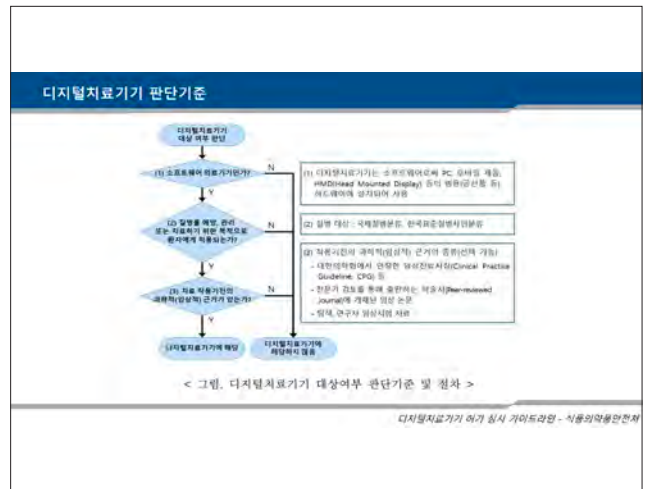 디지털치료기기 판단기준
디지털치료기기
대상 여부 판단
(1) 소프트웨어 의료기기인가?
N
Y
(1) 디지털치료기기는 소프트웨어로써 PC, 모바일 제품,
HMD(Head Mounted Display) 등의 범용(공산품 등)
하드웨어에 설치되어 사용
(2) 질병을 예방, 관리
또는 치료하기 위한 목적으로
환자에게 적용되는가?
N
Y
(2) 질병 대상 : 국제질병분류, 한국표준질병사인분류
(3) 치료 작용기전의
과학적(임상적) 근거가 있는가?
N
Y
(3) 작용기전의 과학적(임상적) 근거의 종류(선택 가능)
- 대한의학회에서 인정한 임상진료지침(Clinical Practice
Guideline, CPG) 등
- 전문가 검토를 통해 출판하는 학술지(Peer-reviewed
Journal)에 게재된 임상 논문
- 탐색, 연구자 임상시험 자료
디지털치료기기에 해당
디지털치료기기에
해당하지 않음
< 그림. 디지털치료기기 대상여부 판단기준 및 절차 >
디지털치료기기 허가 심사 가이드라인 - 식품의약품안전처